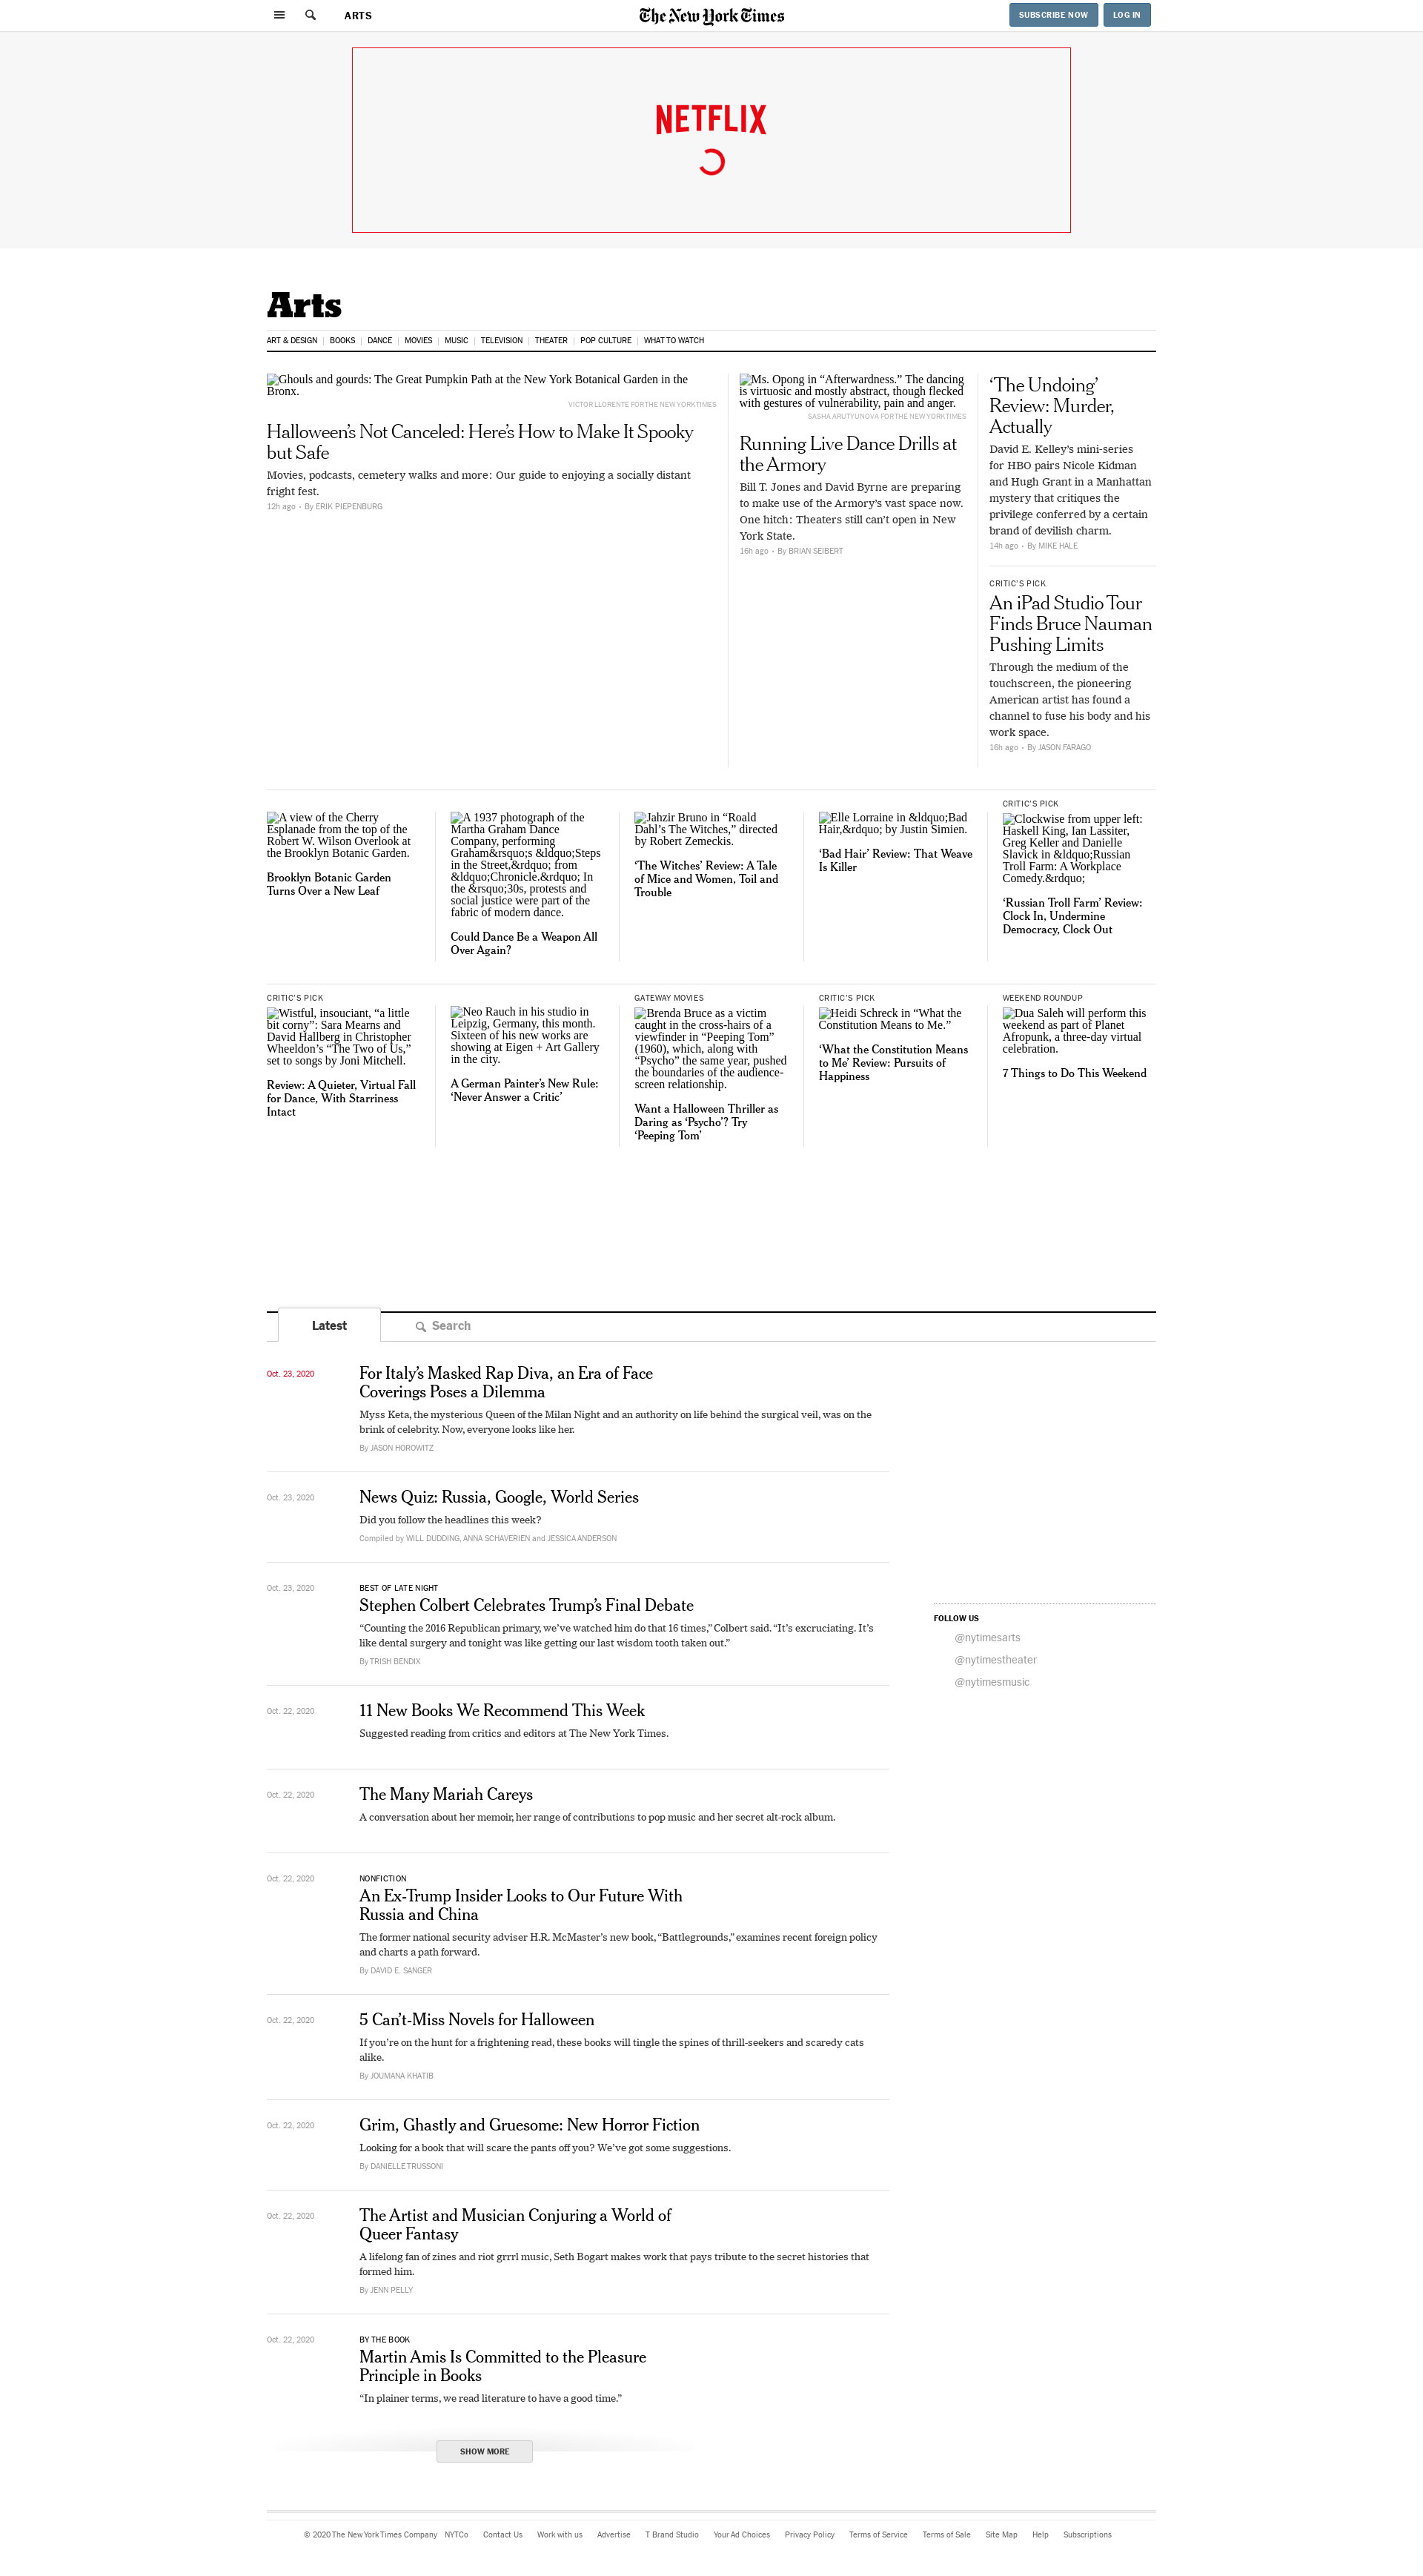 ARTS
The New York Times
SUBSCRIBE NOW
LOG IN
NETFLIX
Arts
ART & DESIGN
BOOKS
DANCE
MOVIES
MUSIC
TELEVISION
THEATER
POP CULTURE
WHAT TO WATCH
Ghouls and gourds: The Great Pumpkin Path at the New York Botanical Garden in the
Bronx.
VICTOR LLORENTE FOR THE NEW YORK TIMES
Halloween’s Not Canceled: Here’s How to Make It Spooky
but Safe
Movies, podcasts, cemetery walks and more: Our guide to enjoying a socially distant
fright fest.
12h ago • By ERIK PIEPENBURG
Ms. Opong in “Afterwardness.” The dancing
is virtuosic and mostly abstract, though flecked
with gestures of vulnerability, pain and anger.
SASHA ARUTYUNOVA FOR THE NEW YORK TIMES
Running Live Dance Drills at
the Armory
Bill T. Jones and David Byrne are preparing
to make use of the Armory’s vast space now.
One hitch: Theaters still can’t open in New
York State.
16h ago • By BRIAN SEIBERT
‘The Undoing’
Review: Murder,
Actually
David E. Kelley’s mini-series
for HBO pairs Nicole Kidman
and Hugh Grant in a Manhattan
mystery that critiques the
privilege conferred by a certain
brand of devilish charm.
14h ago • By MIKE HALE
CRITIC’S PICK
An iPad Studio Tour
Finds Bruce Nauman
Pushing Limits
Through the medium of the
touchscreen, the pioneering
American artist has found a
channel to fuse his body and his
work space.
16h ago • By JASON FARAGO
A view of the Cherry
Esplanade from the top of the
Robert W. Wilson Overlook at
the Brooklyn Botanic Garden.
Brooklyn Botanic Garden
Turns Over a New Leaf
A 1937 photograph of the
Martha Graham Dance
Company, performing
Graham&rsquo;s &ldquo;Steps
in the Street,&rdquo; from
&ldquo;Chronicle.&rdquo; In
the &rsquo;30s, protests and
social justice were part of the
fabric of modern dance.
Could Dance Be a Weapon All
Over Again?
Jahzir Bruno in “Roald
Dahl’s The Witches,” directed
by Robert Zemeckis.
‘The Witches’ Review: A Tale
of Mice and Women, Toil and
Trouble
Elle Lorraine in &ldquo;Bad
Hair,&rdquo; by Justin Simien.
‘Bad Hair’ Review: That Weave
Is Killer
CRITIC’S PICK
Clockwise from upper left:
Haskell King, Ian Lassiter,
Greg Keller and Danielle
Slavick in &ldquo;Russian
Troll Farm: A Workplace
Comedy.&rdquo;
‘Russian Troll Farm’ Review:
Clock In, Undermine
Democracy, Clock Out
CRITIC’S PICK
Wistful, insouciant, “a little
bit corny”: Sara Mearns and
David Hallberg in Christopher
Wheeldon’s “The Two of Us,”
set to songs by Joni Mitchell.
Review: A Quieter, Virtual Fall
for Dance, With Starriness
Intact
Neo Rauch in his studio in
Leipzig, Germany, this month.
Sixteen of his new works are
showing at Eigen + Art Gallery
in the city.
A German Painter’s New Rule:
‘Never Answer a Critic’
GATEWAY MOVIES
Brenda Bruce as a victim
caught in the cross-hairs of a
viewfinder in “Peeping Tom”
(1960), which, along with
“Psycho” the same year, pushed
the boundaries of the audience-
screen relationship.
Want a Halloween Thriller as
Daring as ‘Psycho’? Try
‘Peeping Tom’
CRITIC’S PICK
Heidi Schreck in “What the
Constitution Means to Me.”
‘What the Constitution Means
to Me’ Review: Pursuits of
Happiness
WEEKEND ROUNDUP
Dua Saleh will perform this
weekend as part of Planet
Afropunk, a three-day virtual
celebration.
7 Things to Do This Weekend
Latest
Search
Oct. 23, 2020
For Italy’s Masked Rap Diva, an Era of Face
Coverings Poses a Dilemma
Myss Keta, the mysterious Queen of the Milan Night and an authority on life behind the surgical veil, was on the
brink of celebrity. Now, everyone looks like her.
By JASON HOROWITZ
Oct. 23, 2020
News Quiz: Russia, Google, World Series
Did you follow the headlines this week?
Compiled by WILL DUDDING, ANNA SCHAVERIEN and JESSICA ANDERSON
Oct. 23, 2020
BEST OF LATE NIGHT
Stephen Colbert Celebrates Trump’s Final Debate
“Counting the 2016 Republican primary, we’ve watched him do that 16 times,” Colbert said. “It’s excruciating. It’s
like dental surgery and tonight was like getting our last wisdom tooth taken out.”
By TRISH BENDIX
Oct. 22, 2020
11 New Books We Recommend This Week
Suggested reading from critics and editors at The New York Times.
Oct. 22, 2020
The Many Mariah Careys
A conversation about her memoir, her range of contributions to pop music and her secret alt-rock album.
Oct. 22, 2020
NONFICTION
An Ex-Trump Insider Looks to Our Future With
Russia and China
The former national security adviser H.R. McMaster’s new book, “Battlegrounds,” examines recent foreign policy
and charts a path forward.
By DAVID E. SANGER
Oct. 22, 2020
5 Can’t-Miss Novels for Halloween
If you’re on the hunt for a frightening read, these books will tingle the spines of thrill-seekers and scaredy cats
alike.
By JOUMANA KHATIB
Oct. 22, 2020
Grim, Ghastly and Gruesome: New Horror Fiction
Looking for a book that will scare the pants off you? We’ve got some suggestions.
By DANIELLE TRUSSONI
Oct. 22, 2020
The Artist and Musician Conjuring a World of
Queer Fantasy
A lifelong fan of zines and riot grrrl music, Seth Bogart makes work that pays tribute to the secret histories that
formed him.
By JENN PELLY
Oct. 22, 2020
BY THE BOOK
Martin Amis Is Committed to the Pleasure
Principle in Books
“In plainer terms, we read literature to have a good time.”
SHOW MORE
FOLLOW US
@nytimesarts
@nytimestheater
@nytimesmusic
© 2020 The New York Times Company
NYTCo
Contact Us
Work with us
Advertise
T Brand Studio
Your Ad Choices
Privacy Policy
Terms of Service
Terms of Sale
Site Map
Help
Subscriptions